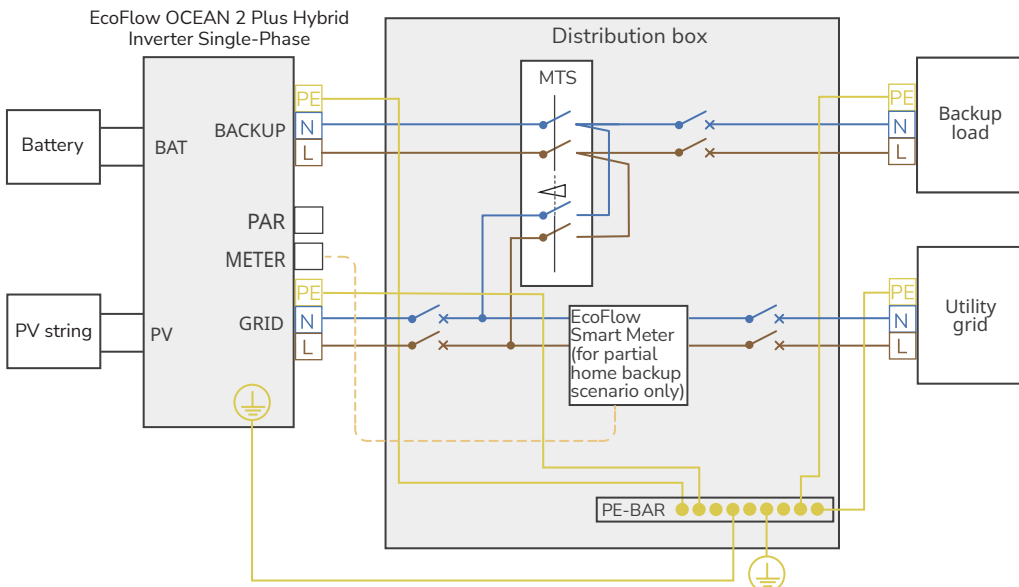 EcoFlow OCEAN 2 Plus Hybrid
Inverter Single-Phase
Distribution box
MTS
PE
N
L
BACKUP
BAT
Battery
PE
N
L
Backup
load
PAR
METER
PE
N
L
GRID
PV
PV string
EcoFlow
Smart Meter
(for partial
home backup
scenario only)
PE
N
L
Utility
grid
PE-BAR